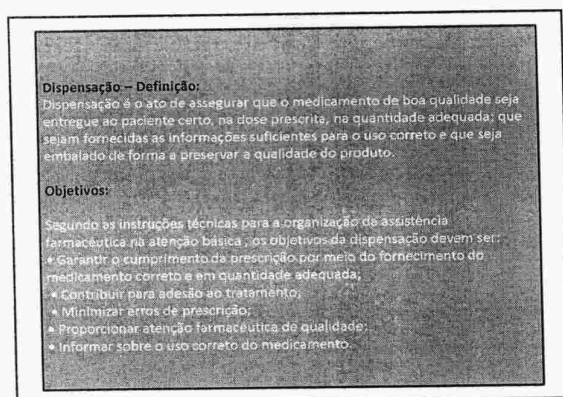 Dispensação – Definição:
Dispensação é o ato de assegurar que o medicamento de boa qualidade seja
entregue ao paciente certo, na dose prescrita, na quantidade adequada; que
sejam fornecidas as informações suficientes para o uso correto e que seja
embalado de forma a preservar a qualidade do produto.
Objetivos:
Segundo as instruções técnicas para a organização da assistência
farmacêutica na atenção básica , os objetivos da dispensação devem ser:
• Garantir o cumprimento da prescrição por meio do fornecimento do
medicamento correto e em quantidade adequada;
• Contribuir para adesão ao tratamento;
• Minimizar erros de prescrição;
• Proporcionar atenção farmacêutica de qualidade;
• Informar sobre o uso correto do medicamento.